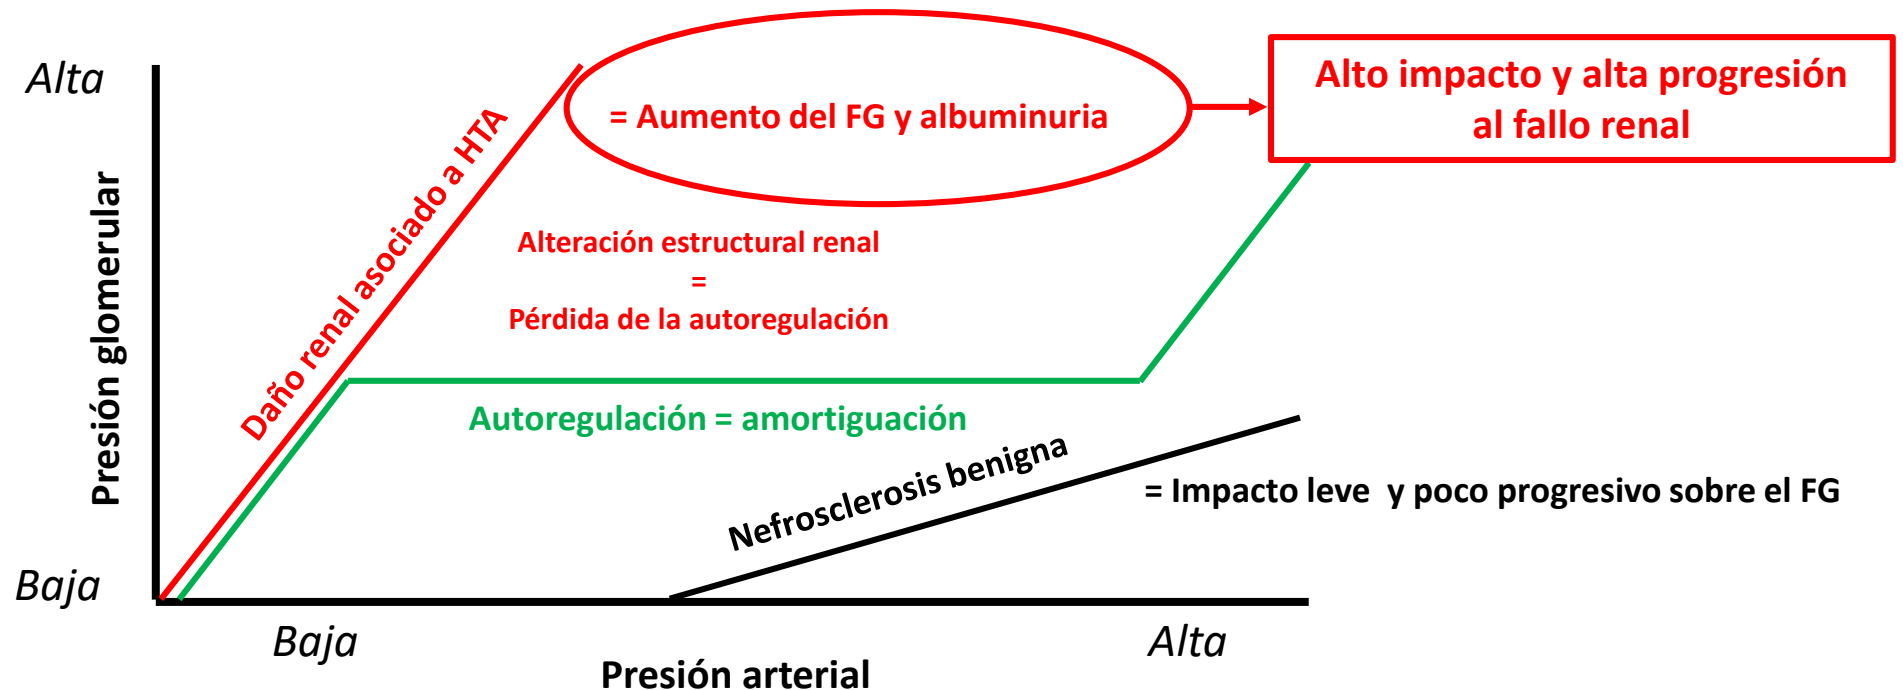 Alta
Presión glomerular
Baja
Daño renal asociado a HTA
= Aumento del FG y albuminuria
Alto impacto y alta progresión
al fallo renal
Alteración estructural renal
=
Pérdida de la autoregulación
Autoregulación = amortiguación
Nefrosclerosis benigna
= Impacto leve  y poco progresivo sobre el FG
Baja
Alta
Presión arterial